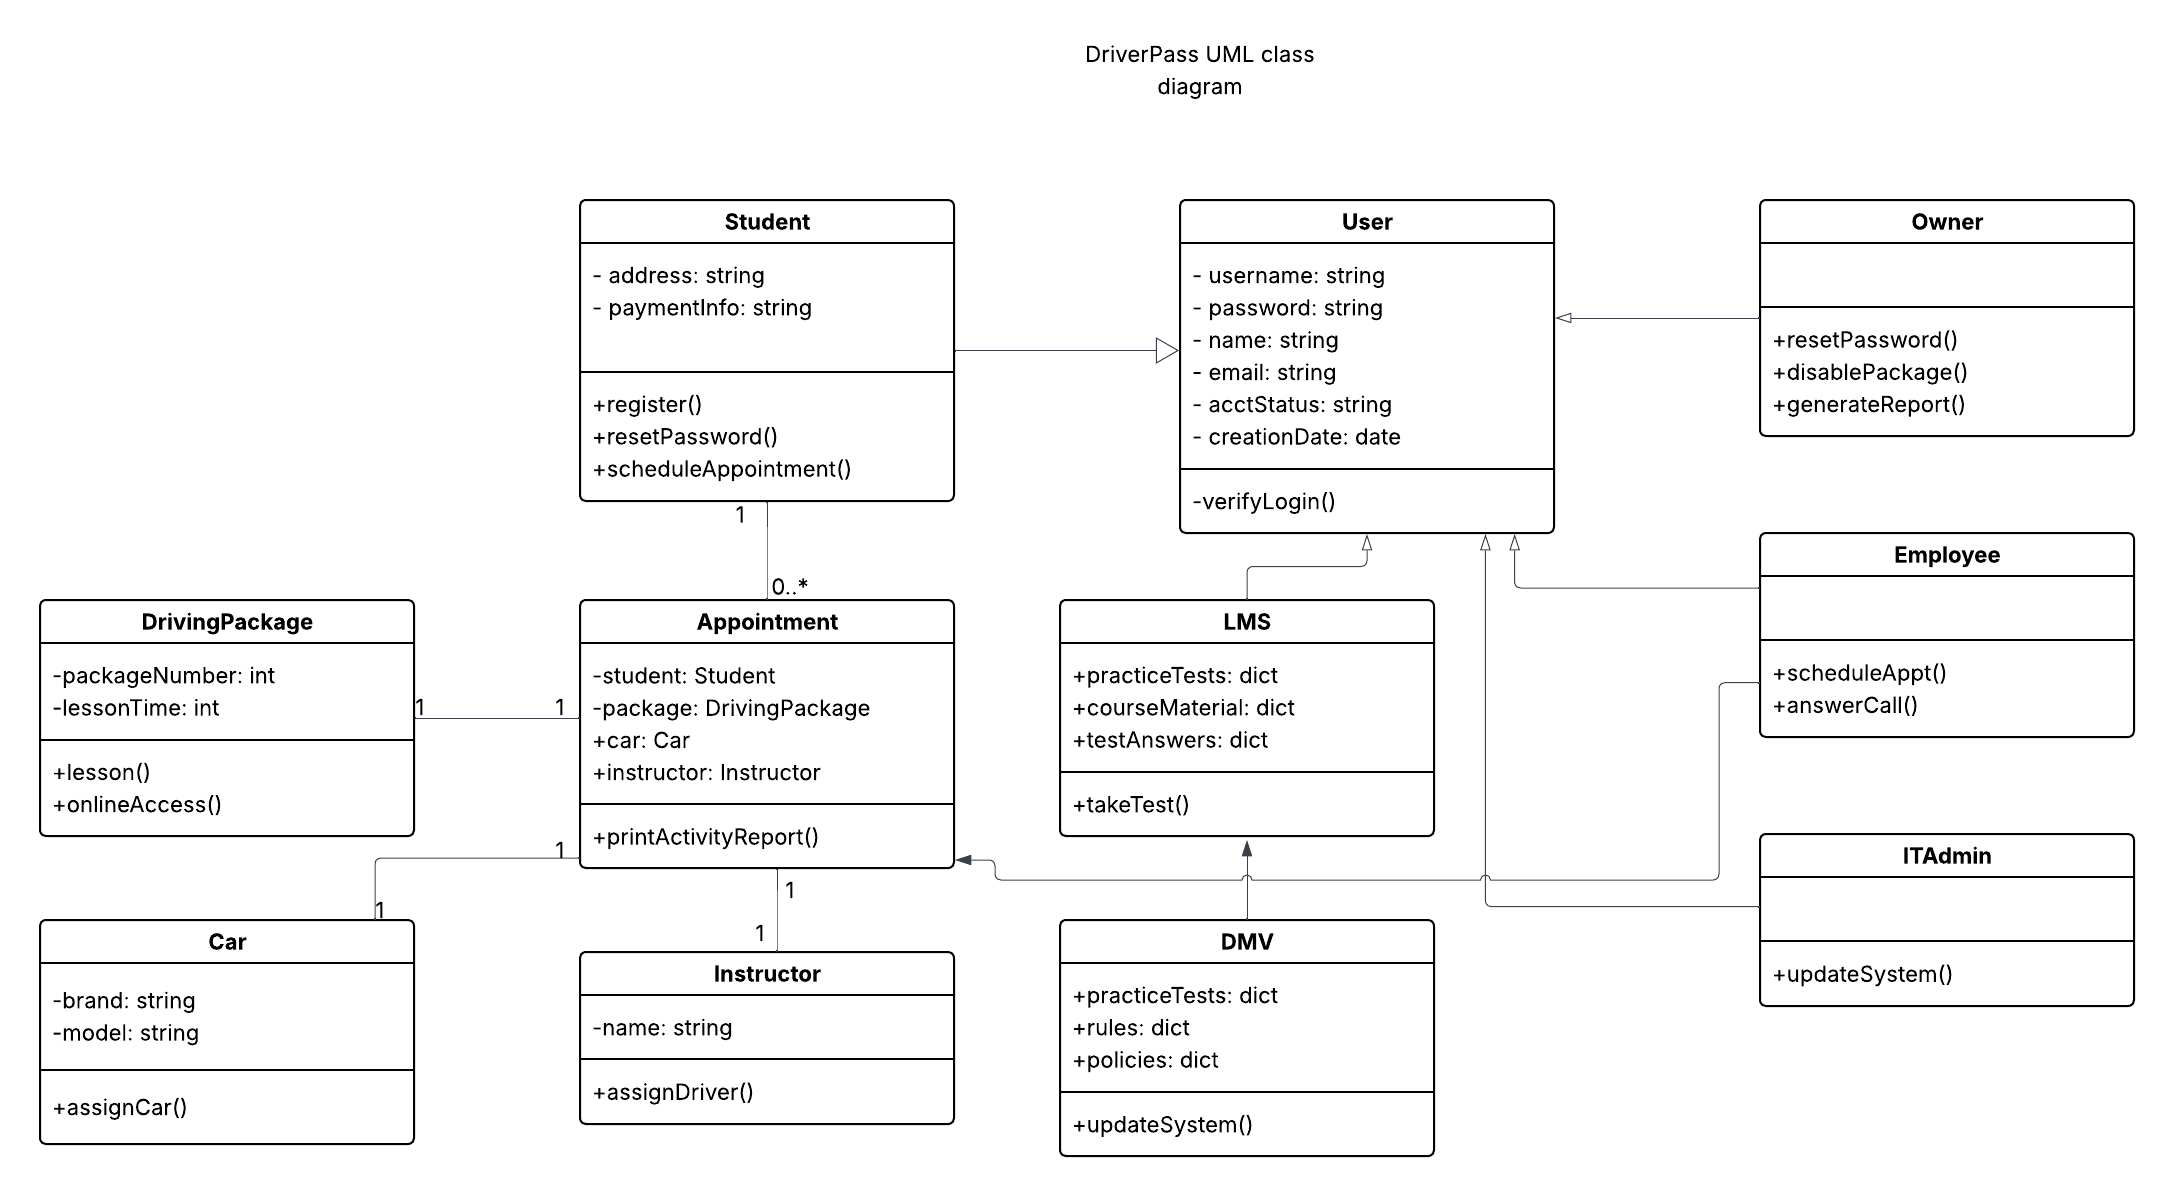 DriverPass UML class
diagram
Student
- address: string
- paymentInfo: string
+register()
+resetPassword()
+scheduleAppointment()
User
- username: string
- password: string
- name: string
- email: string
- acctStatus: string
- creationDate: date
-verifyLogin()
Owner
+resetPassword()
+disablePackage()
+generateReport()
1
0..*
Employee
+scheduleAppt()
+answerCall()
DrivingPackage
-packageNumber: int
-lessonTime: int
+lesson()
+onlineAccess()
1
1
Appointment
-student: Student
-package: DrivingPackage
+car: Car
+instructor: Instructor
+printActivityReport()
LMS
+practiceTests: dict
+courseMaterial: dict
+testAnswers: dict
+takeTest()
ITAdmin
+updateSystem()
1
1
1
1
Car
-brand: string
-model: string
+assignCar()
Instructor
-name: string
+assignDriver()
DMV
+practiceTests: dict
+rules: dict
+policies: dict
+updateSystem()